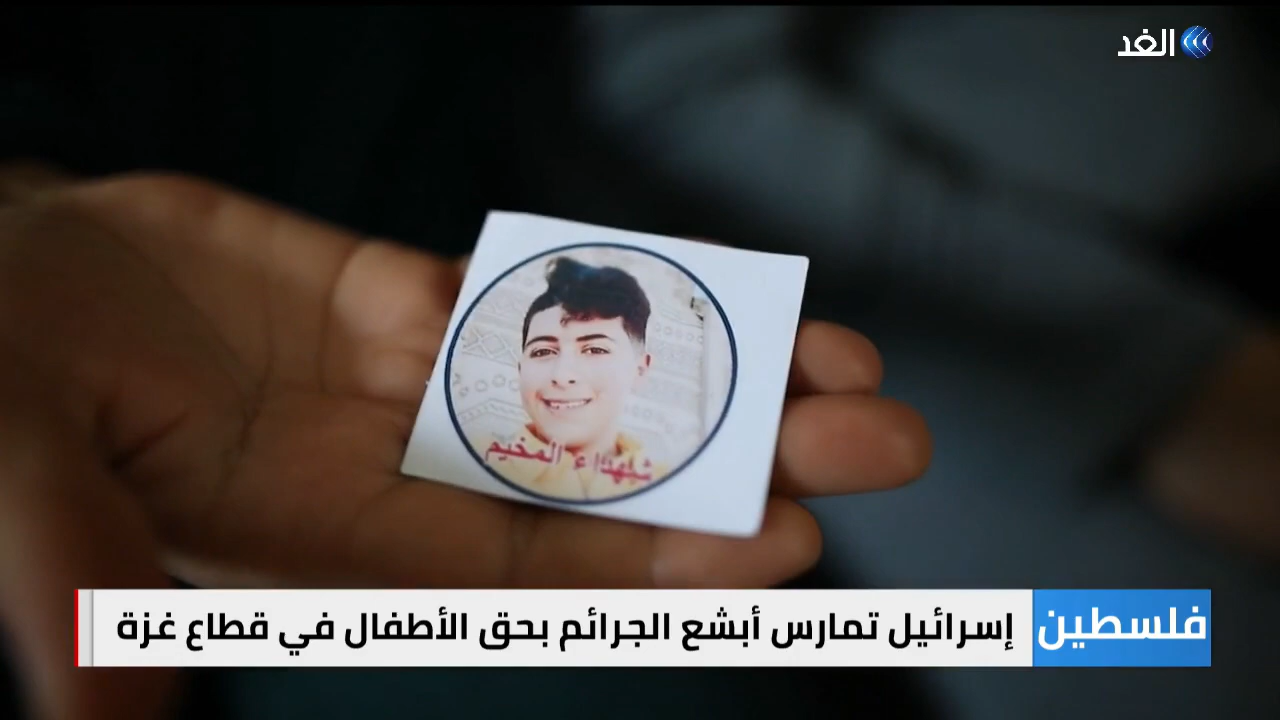 الغد
شهداء المخيم
فلسطين
إسرائيل تمارس أبشع الجرائم بحق الأطفال في قطاع غزة